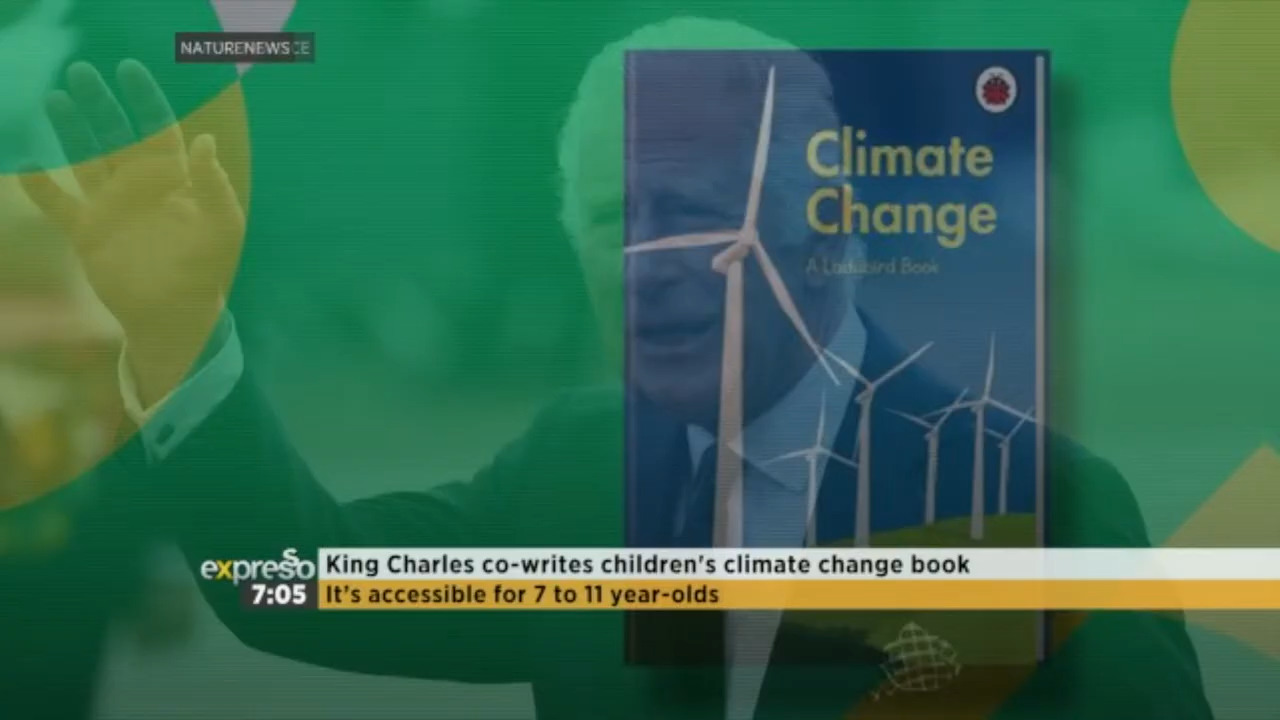 NATURENEWS
Climate
Change
A Ladybird Book
expresso
King Charles co-writes children's climate change book
7:05
It's accessible for 7 to 11 year-olds